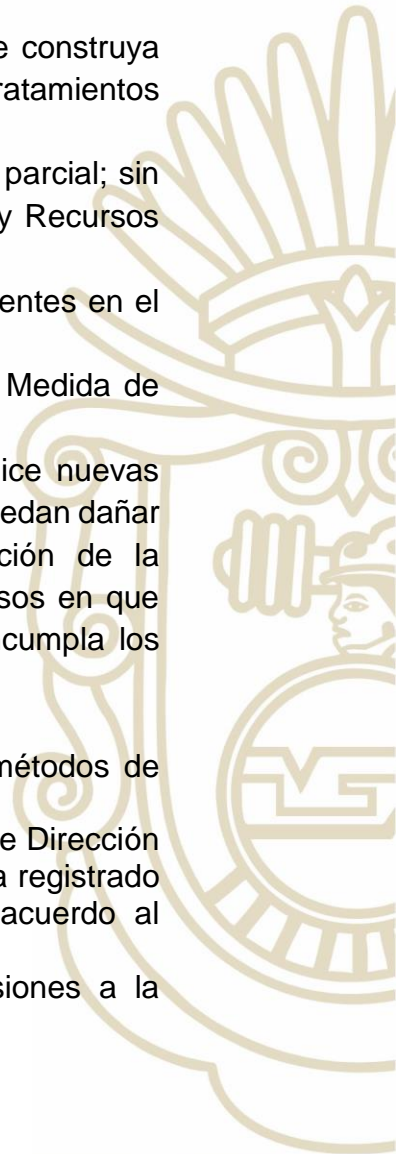 construya
ratamientos
parcial; sin
y Recursos
entes en el
Medida de
ice nuevas
edan dañar
ción de la
sos en que
cumpla los
métodos de
e Dirección
a registrado
acuerdo al
siones a la